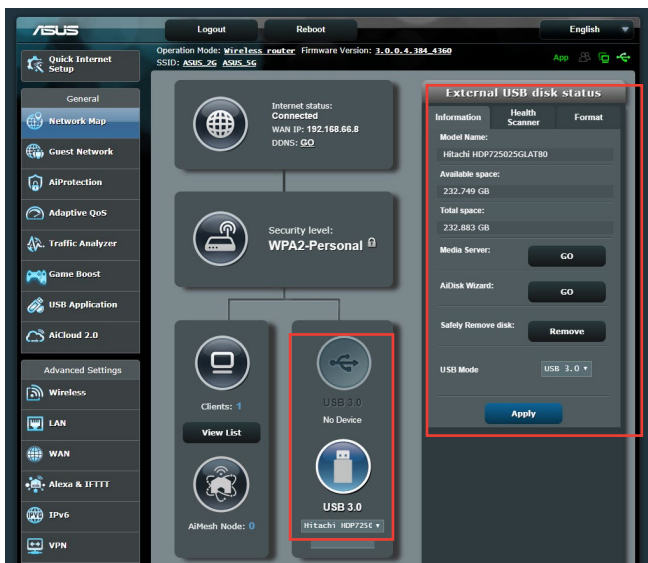 ASUS
Logout
Reboot
English
Quick Internet
Setup
Operation Mode: Wireless router Firmware Version: 3.0.0.4.384_4360
SSID: ASUS_2G ASUS_5G
App
General
Network Map
Guest Network
AiProtection
Adaptive QoS
Traffic Analyzer
Game Boost
USB Application
AiCloud 2.0
Advanced Settings
Wireless
LAN
WAN
Alexa & IFTTT
IPv6
VPN
Internet status:
Connected
WAN IP: 192.168.66.8
DDNS: GO
Security level:
WPA2-Personal
Clients: 1
View List
AiMesh Node: 0
USB 3.0
No Device
USB 3.0
Hitachi HDP725C
External USB disk status
Information
Health
Scanner
Format
Model Name:
Hitachi HDP725025GLAT80
Available space:
232.749 GB
Total space:
232.883 GB
Media Server:
GO
AiDisk Wizard:
GO
Safely Remove disk:
Remove
USB Mode
USB 3.0
Apply